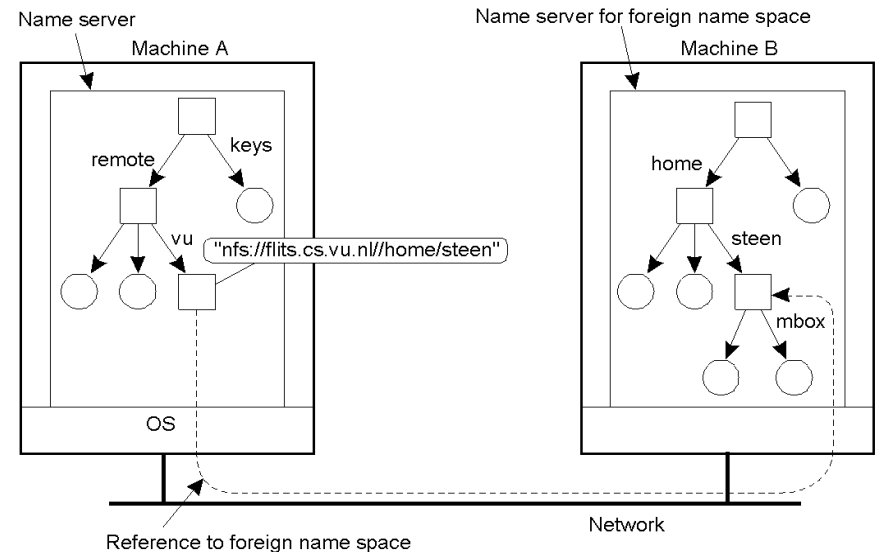 Name server
Name server for foreign name space
Machine A
Machine B
keys
remote
home
vu
steen
"nfs://flits.cs.vu.nl//home/steen"
mbox
OS
Network
Reference to foreign name space